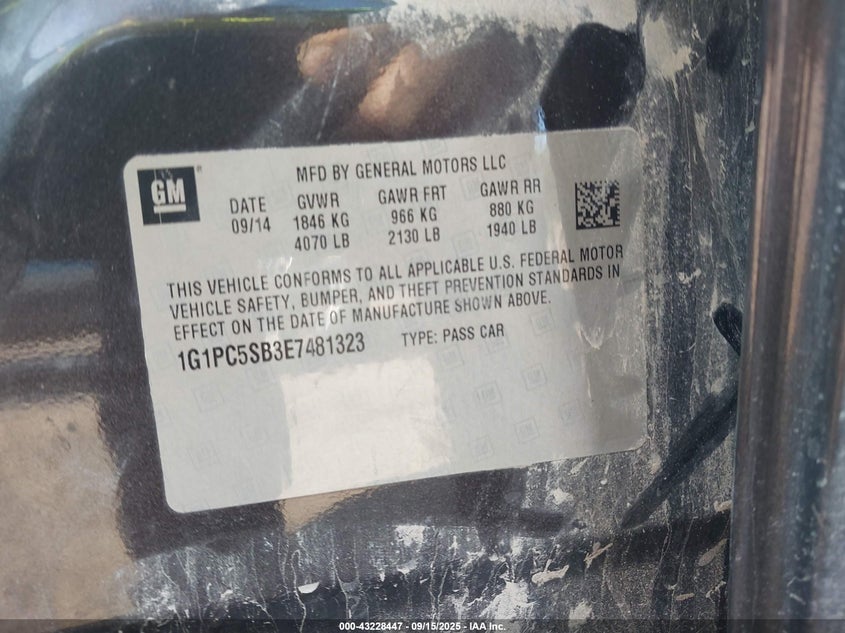 GM
MFD BY GENERAL MOTORS LLC
DATE GVWR GAWR FRT GAWR RR
09/14 1846 KG 966 KG 880 KG
4070 LB 2130 LB 1940 LB
THIS VEHICLE CONFORMS TO ALL APPLICABLE U.S. FEDERAL MOTOR
VEHICLE SAFETY, BUMPER, AND THEFT PREVENTION STANDARDS IN
EFFECT ON THE DATE OF MANUFACTURE SHOWN ABOVE.
1G1PC5SB3E7481323 TYPE: PASS CAR
000-43228447 - 09/15/2025 - IAA Inc.